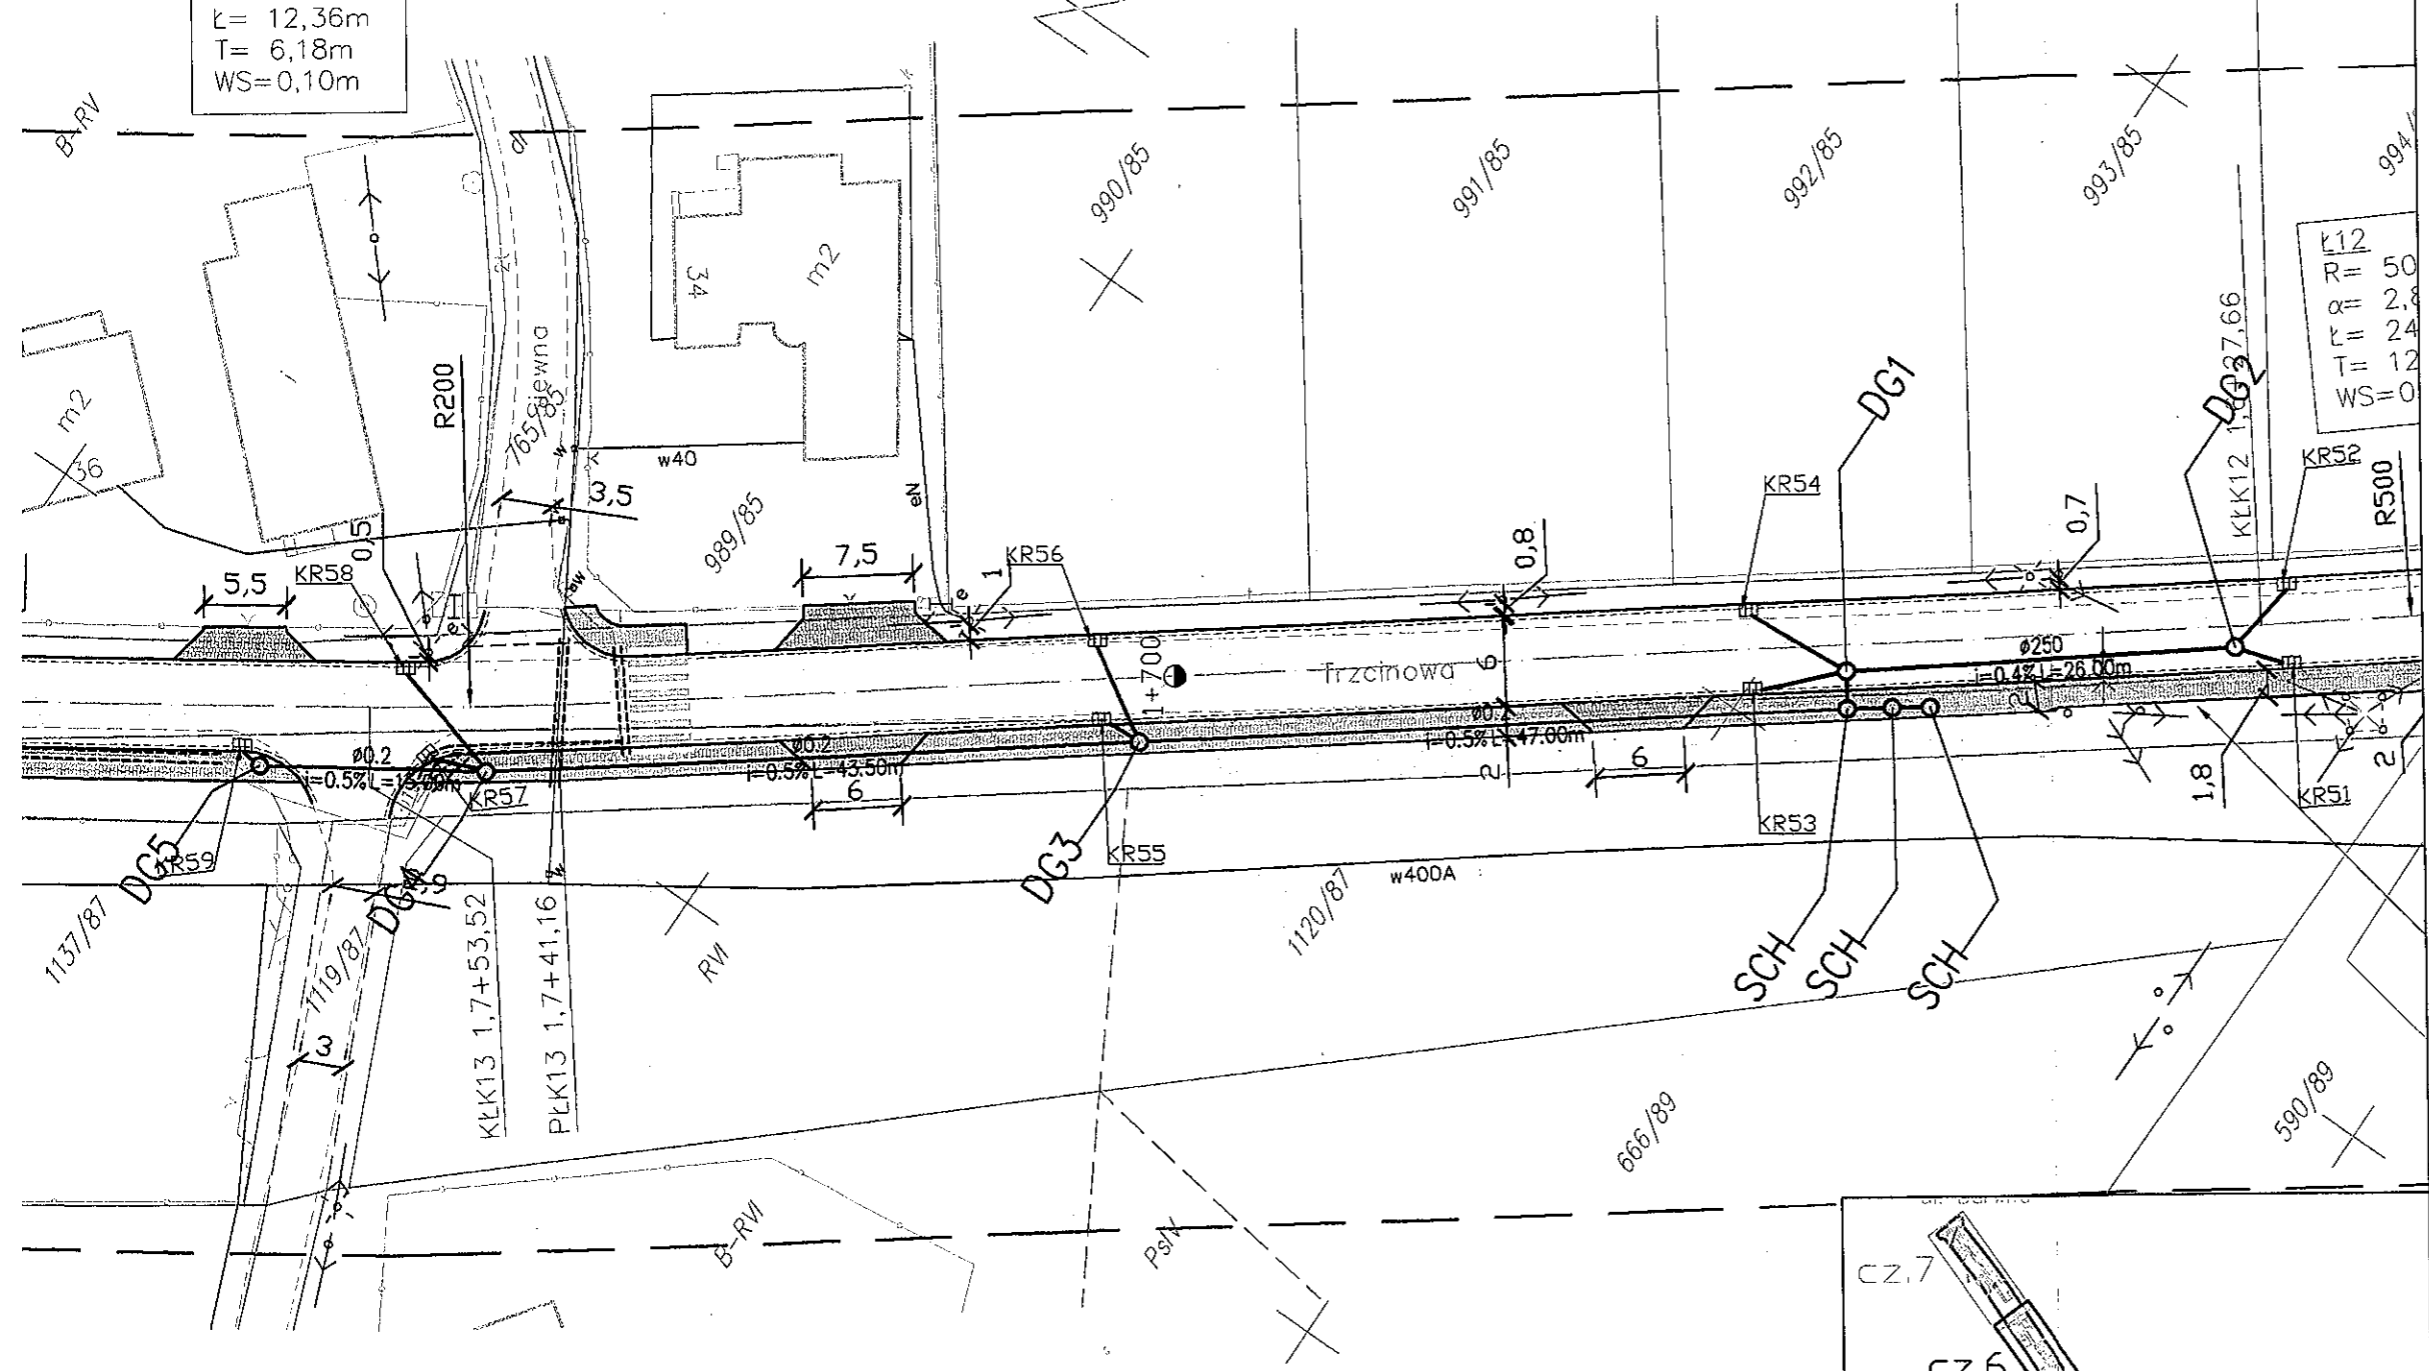 Ł= 12,36m
T= 6,18m
WS=0,10m
B-RV
dr
990/85
991/85
992/85
993/85
994/
Ł12
R= 50
α= 2,8
Ł= 24
T= 12
WS=0
m2
34
m2
36
i
R200
765/85
w
w40
3,5
989/85
eN
0,5
5,5
KR58
7,5
KR56
1
e
0,8
KR54
DG1
DG2
KŁK12
KR52
0,7
R500
1+700
Trzcinowa
6
ø250
i=0.4% L=26.00m
ø0.2
i=0.5%
ø0.2
i=0.5% L=43.50m
6
ø0.2
i=0.5% L=47.00m
2
6
2
1,8
2
KR57
KR59
DG5
DG3
KR55
KR53
KR51
w400A
1137/87
1119/87
3
KŁK13 1,7+53,52
PŁK13 1,7+41,16
RVI
1120/87
SCH
SCH
SCH
666/89
590/89
B-RVI
PsIV
cz.7
cz.6